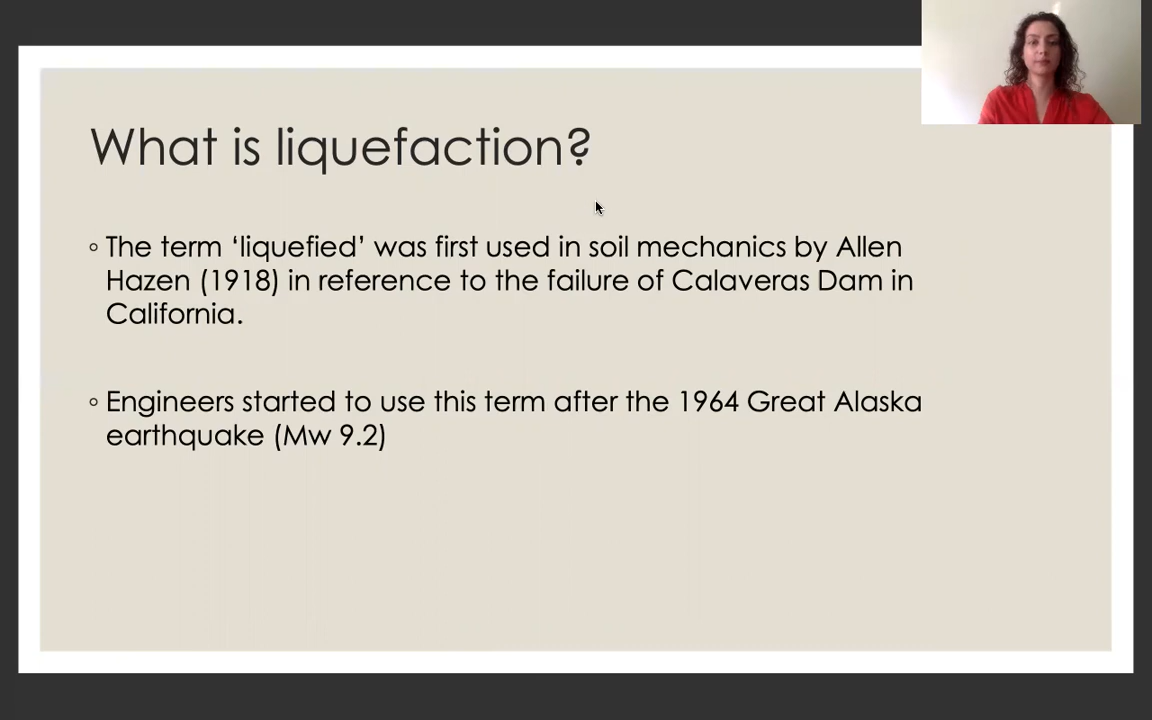 What is liquefaction?
◦ The term ‘liquefied’ was first used in soil mechanics by Allen
Hazen (1918) in reference to the failure of Calaveras Dam in
California.
◦ Engineers started to use this term after the 1964 Great Alaska
earthquake (Mw 9.2)